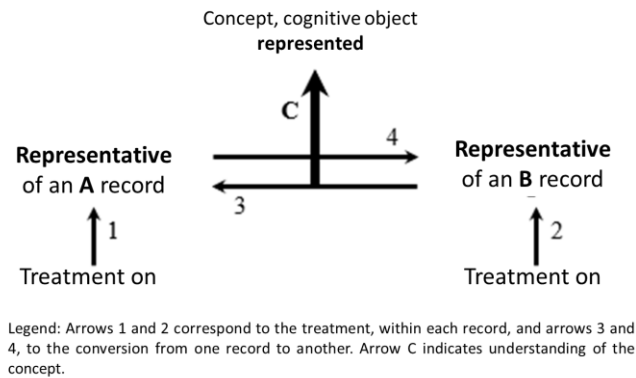 Concept, cognitive object
represented
C
4
Representative
of an A record
Representative
of an B record
3
1
2
Treatment on
Treatment on
Legend: Arrows 1 and 2 correspond to the treatment, within each record, and arrows 3 and
4, to the conversion from one record to another. Arrow C indicates understanding of the
concept.